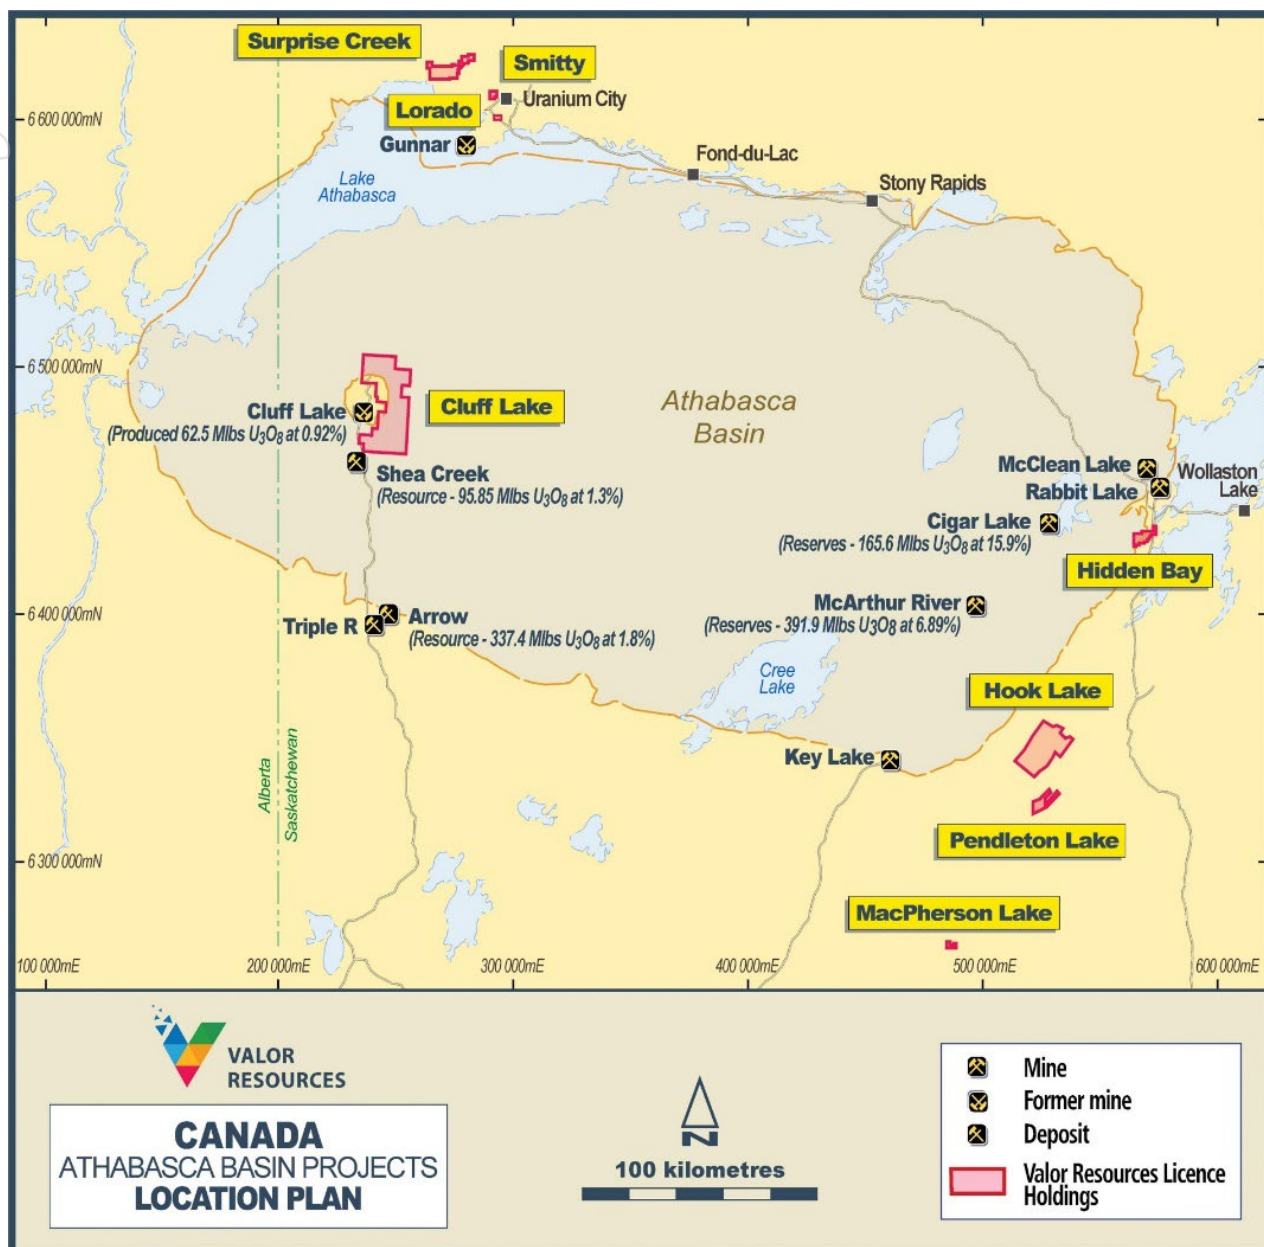 Surprise Creek
Smitty
Uranium City
Lorado
6 600 000mN
Gunnar
Fond-du-Lac
Stony Rapids
Lake
Athabasca
6 500 000mN
Cluff Lake
(Produced 62.5 Mlbs U₃O₈ at 0.92%)
Cluff Lake
Athabasca
Basin
Shea Creek
(Resource - 95.85 Mlbs U₃O₈ at 1.3%)
McClean Lake
Rabbit Lake
Wollaston
Lake
Cigar Lake
(Reserves - 165.6 Mlbs U₃O₈ at 15.9%)
Hidden Bay
6 400 000mN
Triple R
Arrow
(Resource - 337.4 Mlbs U₃O₈ at 1.8%)
McArthur River
(Reserves - 391.9 Mlbs U₃O₈ at 6.89%)
Cree
Lake
Hook Lake
Key Lake
Alberta
Saskatchewan
Pendleton Lake
6 300 000mN
MacPherson Lake
100 000mE
200 000mE
300 000mE
400 000mE
500 000mE
600 000mE
VALOR
RESOURCES
CANADA
ATHABASCA BASIN PROJECTS
LOCATION PLAN
N
100 kilometres
Mine
Former mine
Deposit
Valor Resources Licence
Holdings